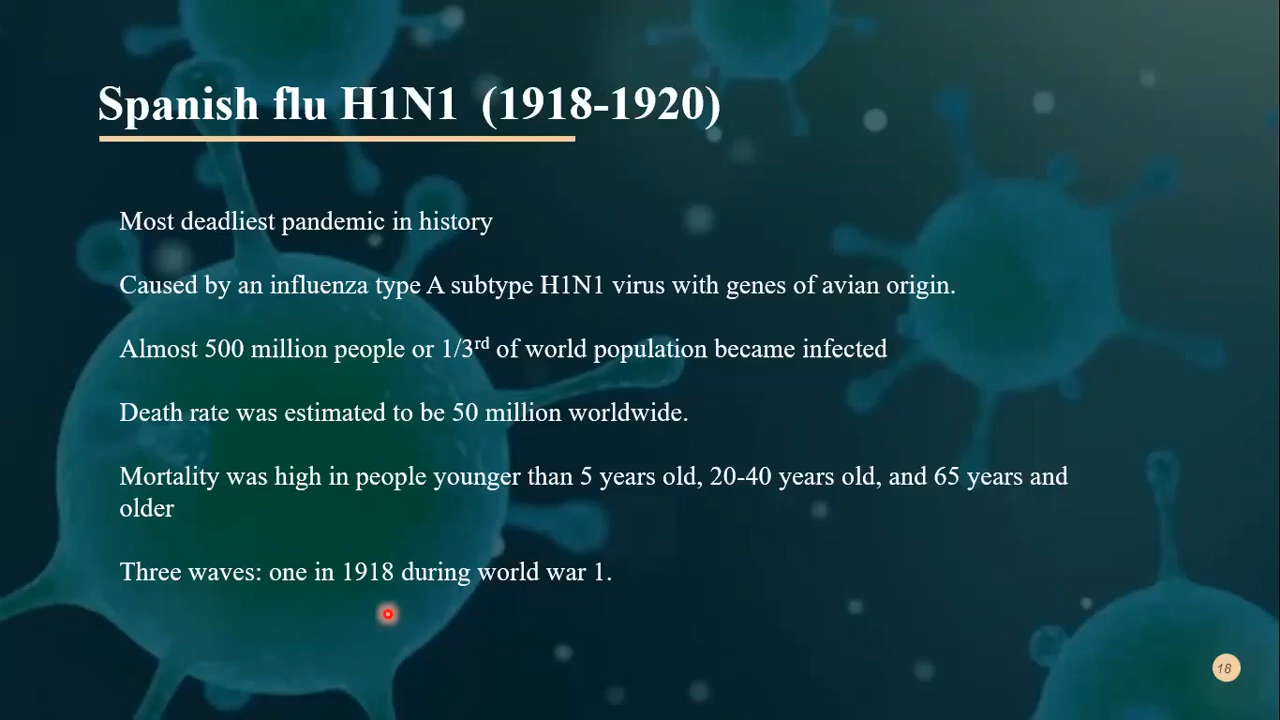 Spanish flu H1N1 (1918-1920)
Most deadliest pandemic in history
Caused by an influenza type A subtype H1N1 virus with genes of avian origin.
Almost 500 million people or 1/3rd of world population became infected
Death rate was estimated to be 50 million worldwide.
Mortality was high in people younger than 5 years old, 20-40 years old, and 65 years and
older
Three waves: one in 1918 during world war 1.
18